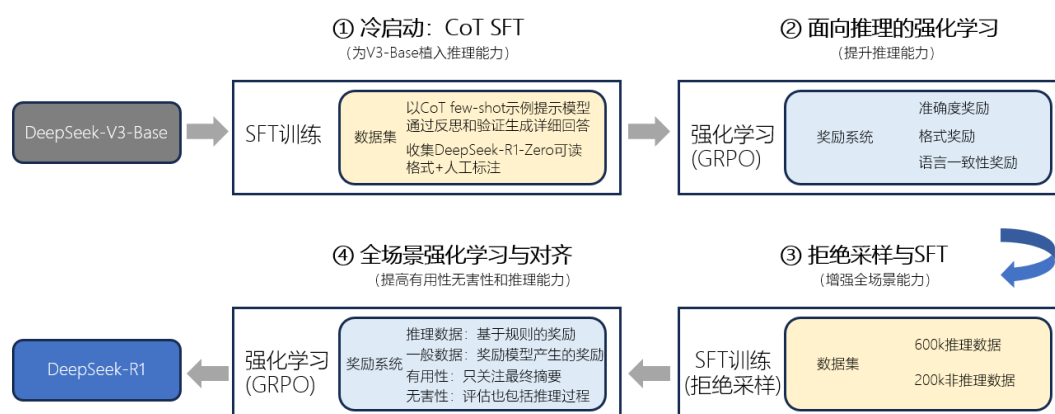 ① 冷启动：CoT SFT
(为V3-Base植入推理能力)
② 面向推理的强化学习
(提升推理能力)
DeepSeek-V3-Base
SFT训练
数据集
以CoT few-shot示例提示模型
通过反思和验证生成详细回答
收集DeepSeek-R1-Zero可读
格式+人工标注
强化学习
(GRPO)
奖励系统
准确度奖励
格式奖励
语言一致性奖励
③ 拒绝采样与SFT
(增强全场景能力)
SFT训练
(拒绝采样)
数据集
600k推理数据
200k非推理数据
④ 全场景强化学习与对齐
(提高有用性无害性和推理能力)
强化学习
(GRPO)
奖励系统
推理数据：基于规则的奖励
一般数据：奖励模型产生的奖励
有用性：只关注最终摘要
无害性：评估也包括推理过程
DeepSeek-R1